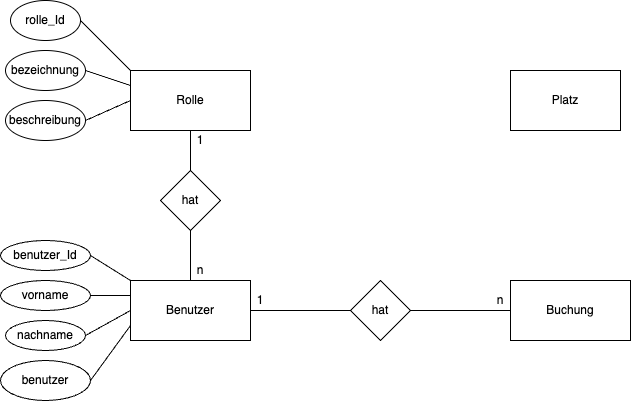 rolle_Id
bezeichnung
beschreibung
Rolle
Platz
1
hat
n
benutzer_Id
vorname
nachname
benutzer
Benutzer
1
hat
n
Buchung